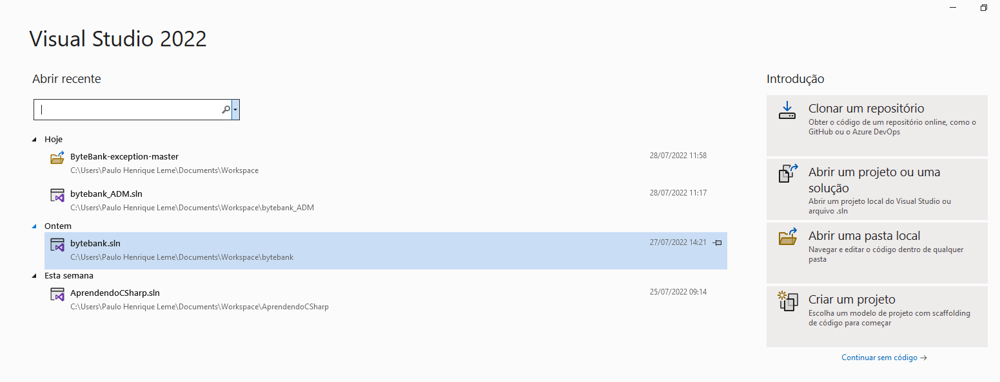 Visual Studio 2022
Abrir recente
Hoje
ByteBank-exception-master
28/07/2022 11:58
C:\Users\Paulo Henrique Leme\Documents\Workspace
bytebank_ADM.sln
28/07/2022 11:17
C:\Users\Paulo Henrique Leme\Documents\Workspace\bytebank_ADM
Ontem
bytebank.sln
27/07/2022 14:21
C:\Users\Paulo Henrique Leme\Documents\Workspace\bytebank
Esta semana
AprendendoCSharp.sln
25/07/2022 09:14
C:\Users\Paulo Henrique Leme\Documents\Workspace\AprendendoCSharp
Introdução
Clonar um repositório
Obter o código de um repositório online, como o
GitHub ou o Azure DevOps
Abrir um projeto ou uma
solução
Abrir um projeto local do Visual Studio ou
arquivo .sln
Abrir uma pasta local
Navegar e editar o código dentro de qualquer
pasta
Criar um projeto
Escolha um modelo de projeto com scaffolding
de código para começar
Continuar sem código →